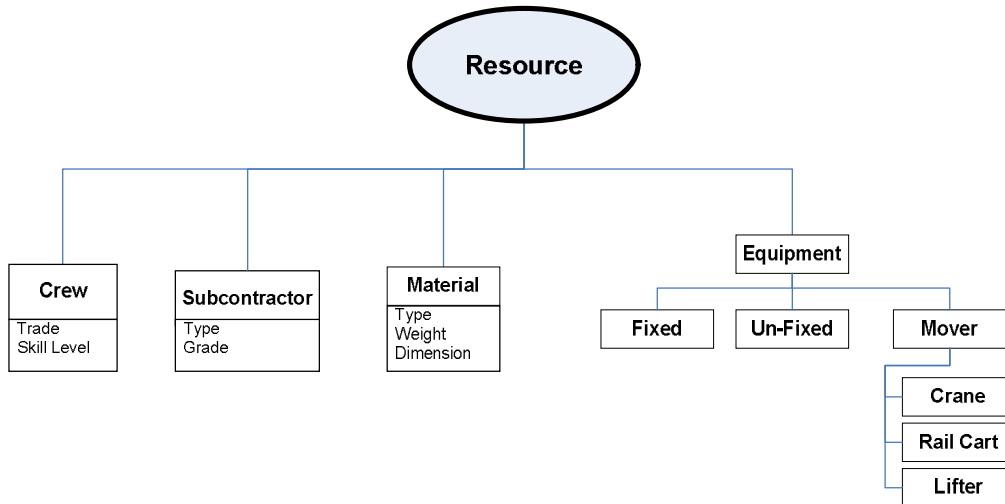 Resource
Equipment
Crew
Trade
Skill Level
Subcontractor
Type
Grade
Material
Type
Weight
Dimension
Fixed
Un-Fixed
Mover
Crane
Rail Cart
Lifter